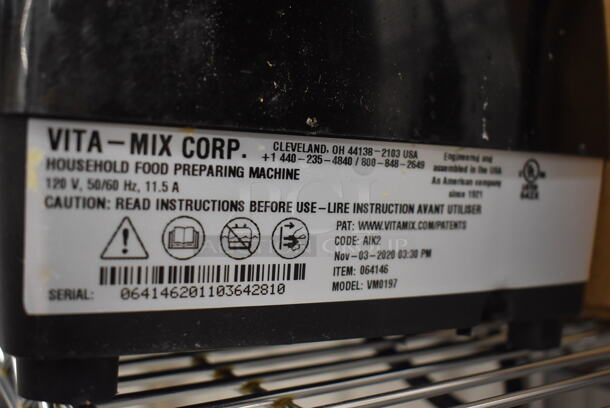 VITA-MIX CORP.
CLEVELAND, OH 44138-2103 USA
+1 440-235-4840 / 800-848-2649
Engineered and
assembled in the USA
An American company
since 1921
HOUSEHOLD FOOD PREPARING MACHINE
120 V, 50/60 Hz, 11.5 A
CAUTION: READ INSTRUCTIONS BEFORE USE-LIRE INSTRUCTION AVANT UTILISER
UL
LISTED
PAT: WWW.VITAMIX.COM/PATENTS
CODE: AIK2
Nov-03-2020 03:30 PM
ITEM: 064146
MODEL: VM0197
SERIAL: 064146201103642810
GROUP